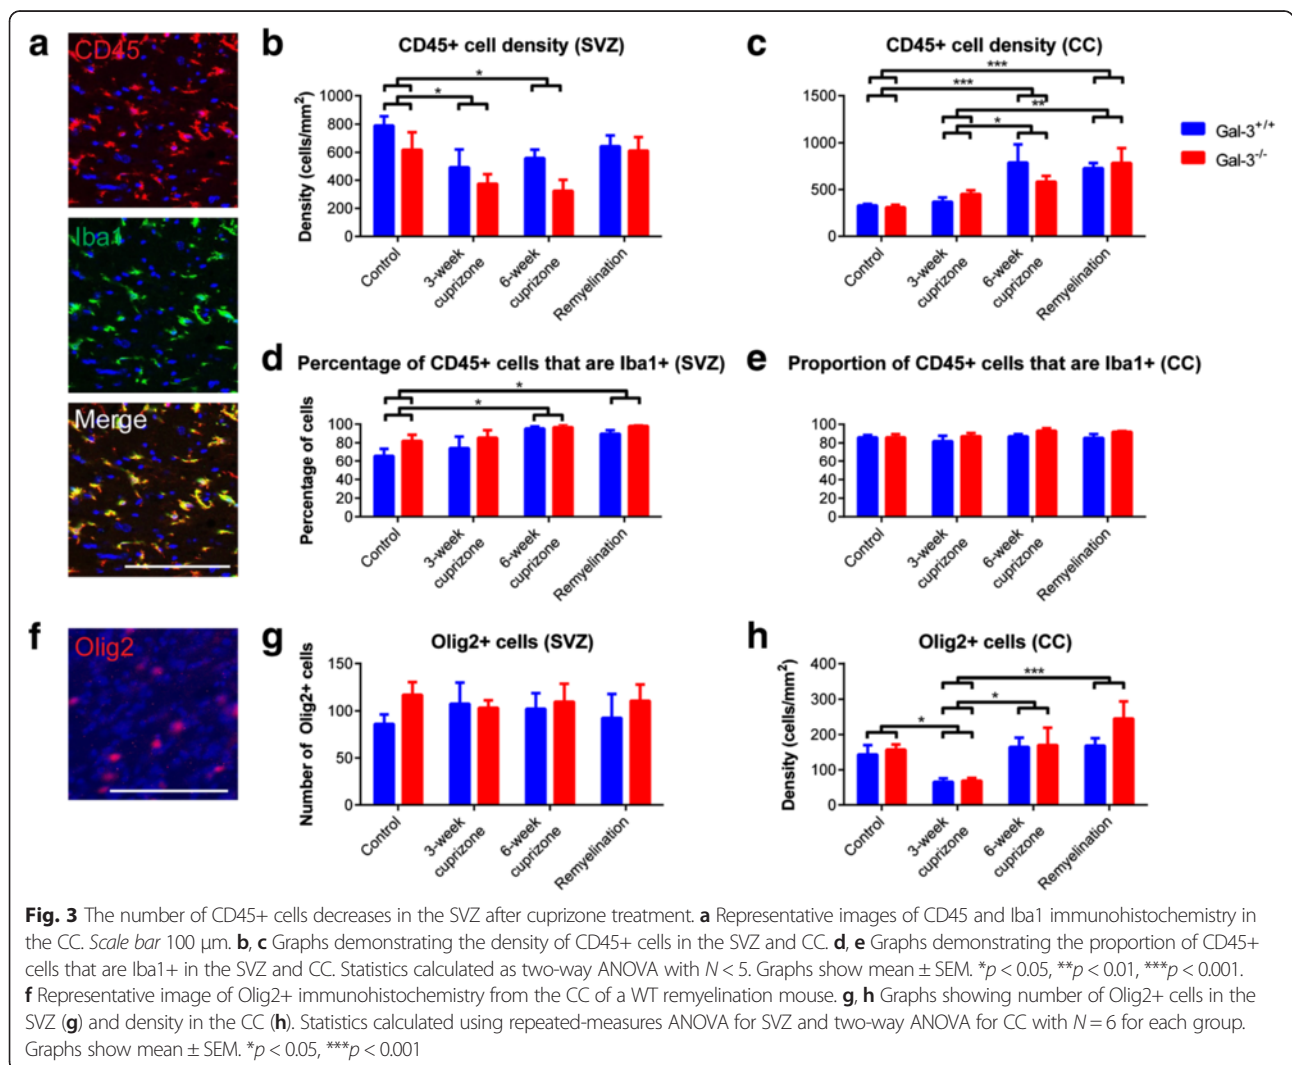 a
CD45
Iba1
Merge
b
CD45+ cell density (SVZ)
Density (cells/mm²)
1000
800
600
400
200
0
*
*
Control
3-week cuprizone
6-week cuprizone
Remyelination
c
CD45+ cell density (CC)
1500
1000
500
0
***
***
**
*
Control
3-week cuprizone
6-week cuprizone
Remyelination
Gal-3+/+
Gal-3-/-
d
Percentage of CD45+ cells that are Iba1+ (SVZ)
Percentage of cells
100
80
60
40
20
0
*
*
Control
3-week cuprizone
6-week cuprizone
Remyelination
e
Proportion of CD45+ cells that are Iba1+ (CC)
100
80
60
40
20
0
Control
3-week cuprizone
6-week cuprizone
Remyelination
f
Olig2
g
Olig2+ cells (SVZ)
Number of Olig2+ cells
150
100
50
0
Control
3-week cuprizone
6-week cuprizone
Remyelination
h
Olig2+ cells (CC)
Density (cells/mm²)
400
300
200
100
0
***
*
*
Control
3-week cuprizone
6-week cuprizone
Remyelination
Fig. 3 The number of CD45+ cells decreases in the SVZ after cuprizone treatment. a Representative images of CD45 and Iba1 immunohistochemistry in
the CC. Scale bar 100 μm. b, c Graphs demonstrating the density of CD45+ cells in the SVZ and CC. d, e Graphs demonstrating the proportion of CD45+
cells that are Iba1+ in the SVZ and CC. Statistics calculated as two-way ANOVA with N < 5. Graphs show mean ± SEM. *p < 0.05, **p < 0.01, ***p < 0.001.
f Representative image of Olig2+ immunohistochemistry from the CC of a WT remyelination mouse. g, h Graphs showing number of Olig2+ cells in the
SVZ (g) and density in the CC (h). Statistics calculated using repeated-measures ANOVA for SVZ and two-way ANOVA for CC with N = 6 for each group.
Graphs show mean ± SEM. *p < 0.05, ***p < 0.001